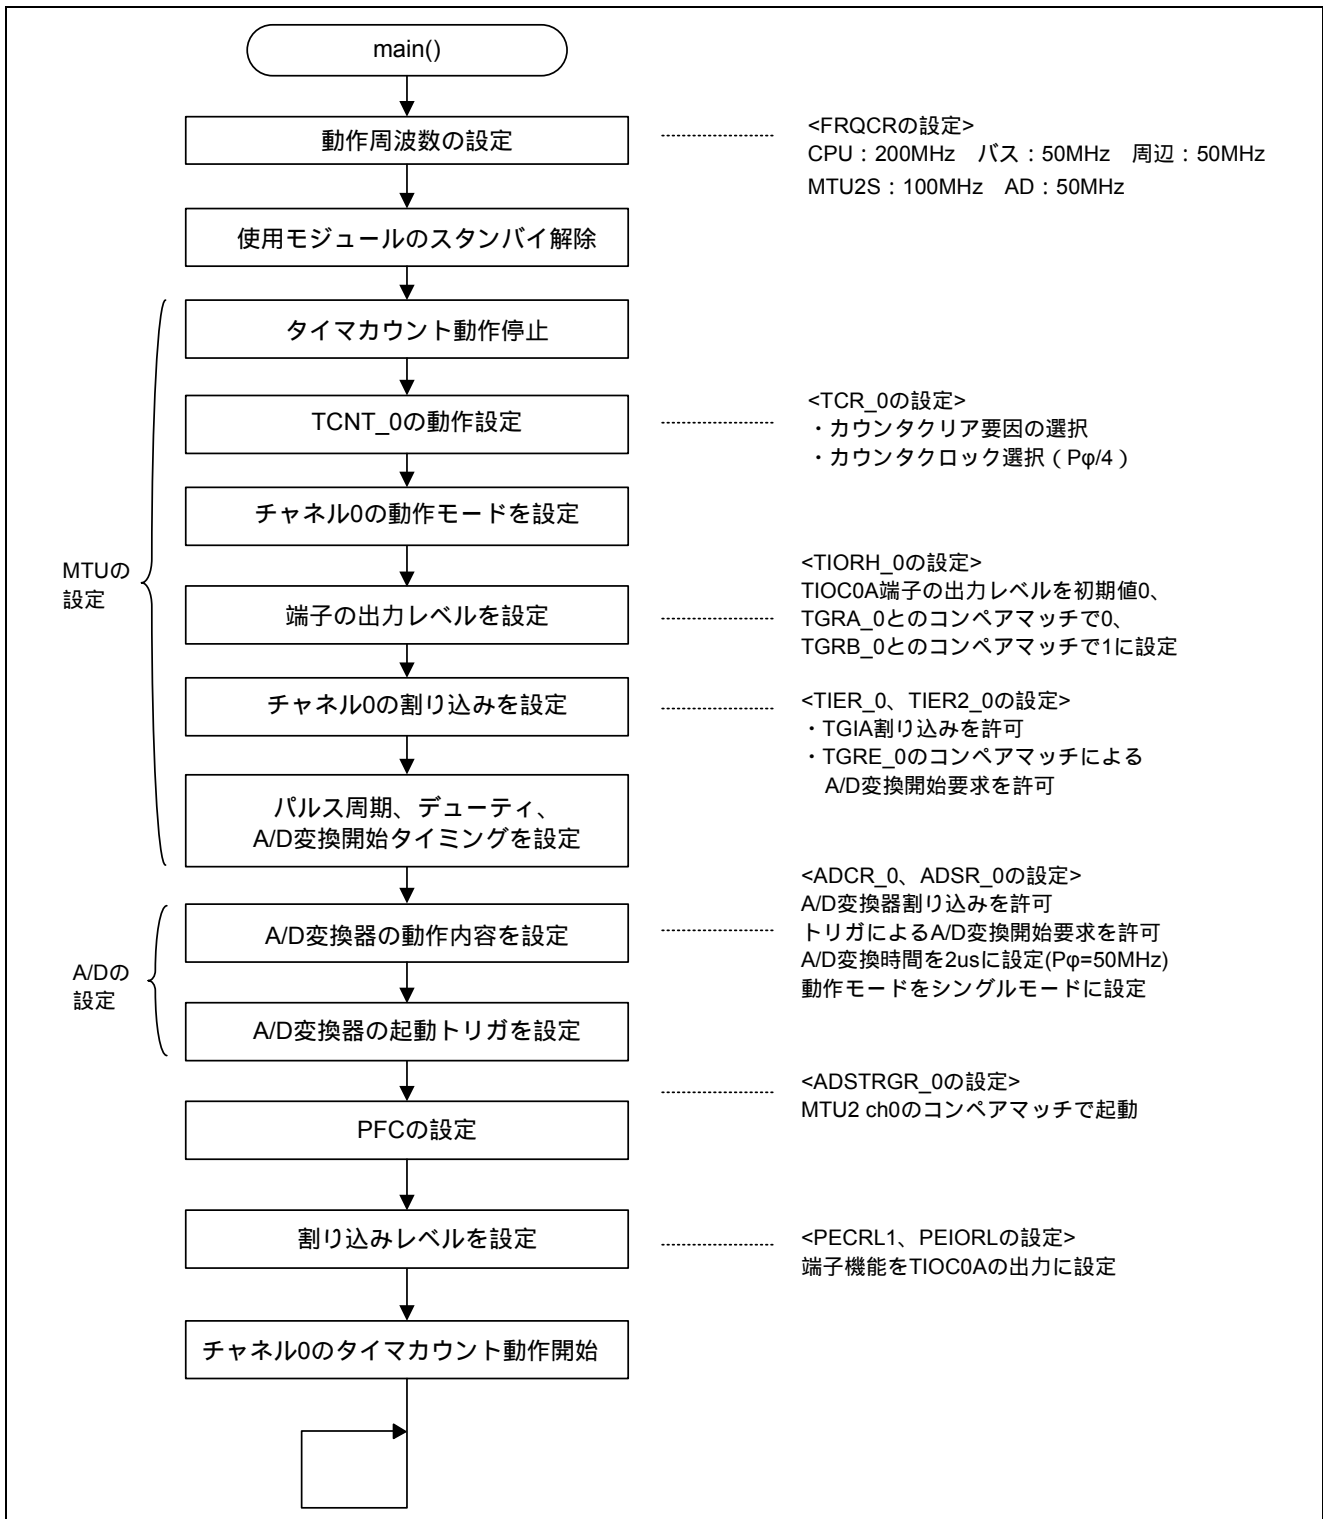 main()
動作周波数の設定
<FRQCRの設定>
CPU：200MHz　バス：50MHz　周辺：50MHz
MTU2S：100MHz　AD：50MHz
使用モジュールのスタンバイ解除
MTUの
設定
タイマカウント動作停止
TCNT_0の動作設定
<TCR_0の設定>
・カウンタクリア要因の選択
・カウンタクロック選択（Pφ/4）
チャネル0の動作モードを設定
端子の出力レベルを設定
<TIORH_0の設定>
TIOC0A端子の出力レベルを初期値0、
TGRA_0とのコンペアマッチで0、
TGRB_0とのコンペアマッチで1に設定
チャネル0の割り込みを設定
<TIER_0、TIER2_0の設定>
・TGIA割り込みを許可
・TGRE_0のコンペアマッチによる
A/D変換開始要求を許可
パルス周期、デューティ、
A/D変換開始タイミングを設定
A/Dの
設定
A/D変換器の動作内容を設定
<ADCR_0、ADSR_0の設定>
A/D変換器割り込みを許可
トリガによるA/D変換開始要求を許可
A/D変換時間を2usに設定(Pφ=50MHz)
動作モードをシングルモードに設定
A/D変換器の起動トリガを設定
<ADSTRGR_0の設定>
MTU2 ch0のコンペアマッチで起動
PFCの設定
割り込みレベルを設定
<PECRL1、PEIORLの設定>
端子機能をTIOC0Aの出力に設定
チャネル0のタイマカウント動作開始